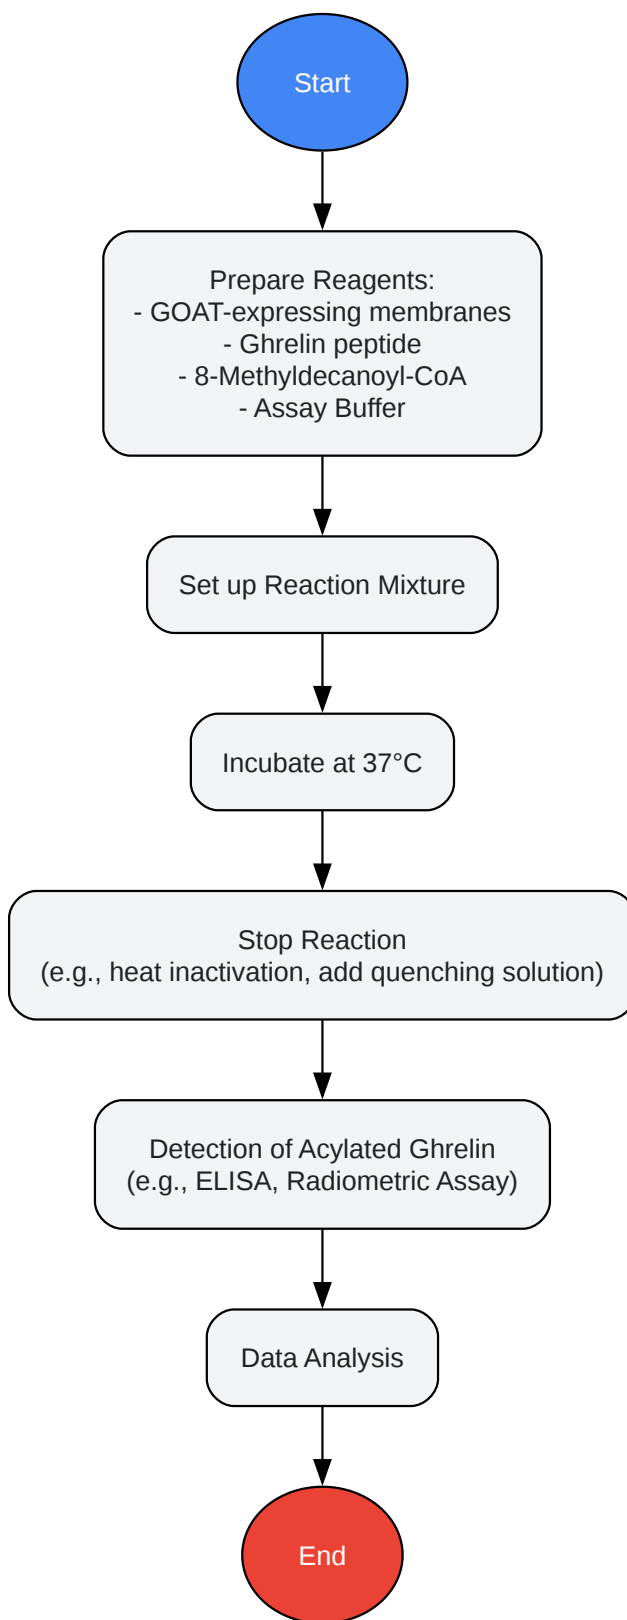 Start
Prepare Reagents:
- GOAT-expressing membranes
- Ghrelin peptide
- 8-Methyldecanoyl-CoA
- Assay Buffer
Set up Reaction Mixture
Incubate at 37°C
Stop Reaction
(e.g., heat inactivation, add quenching solution)
Detection of Acylated Ghrelin
(e.g., ELISA, Radiometric Assay)
Data Analysis
End